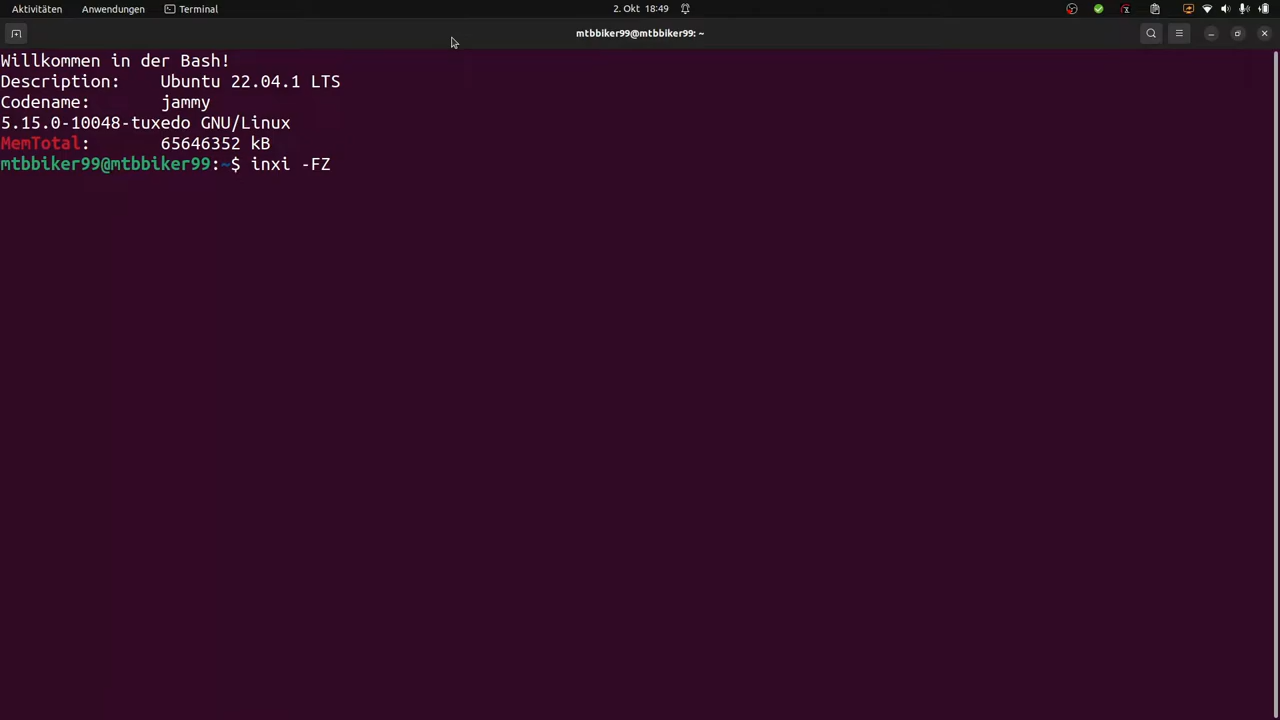 Aktivitäten Anwendungen Terminal 2. Okt 18:49
mtbbiker99@mtbbiker99: ~
Willkommen in der Bash!
Description: Ubuntu 22.04.1 LTS
Codename: jammy
5.15.0-10048-tuxedo GNU/Linux
MemTotal: 65646352 kB
mtbbiker99@mtbbiker99:~$ inxi -FZ